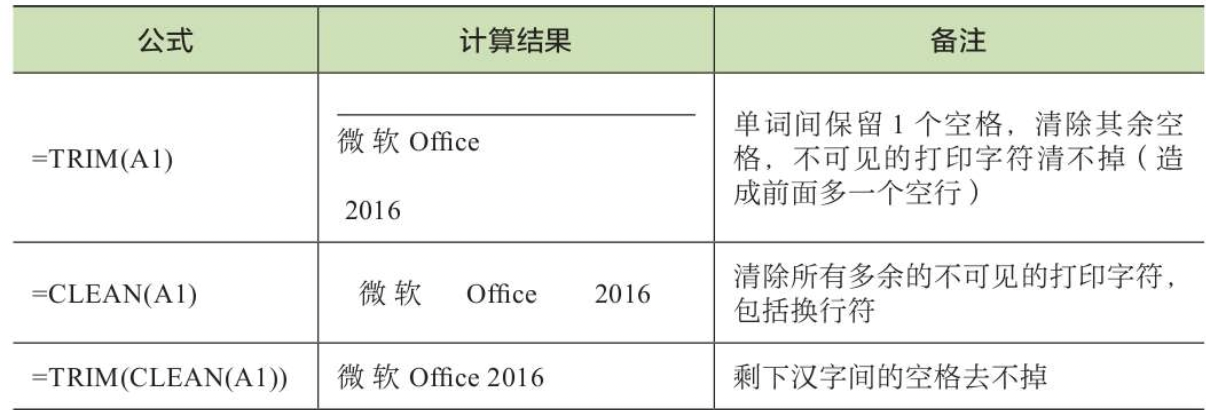 公式 计算结果 备注
=TRIM(A1)
微 软 Office
2016
单词间保留 1 个空格，清除其余空
格，不可见的打印字符清不掉（造
成前面多一个空行）
=CLEAN(A1)
微 软 Office 2016
清除所有多余的不可见的打印字符，
包括换行符
=TRIM(CLEAN(A1))
微 软 Office 2016
剩下汉字间的空格去不掉